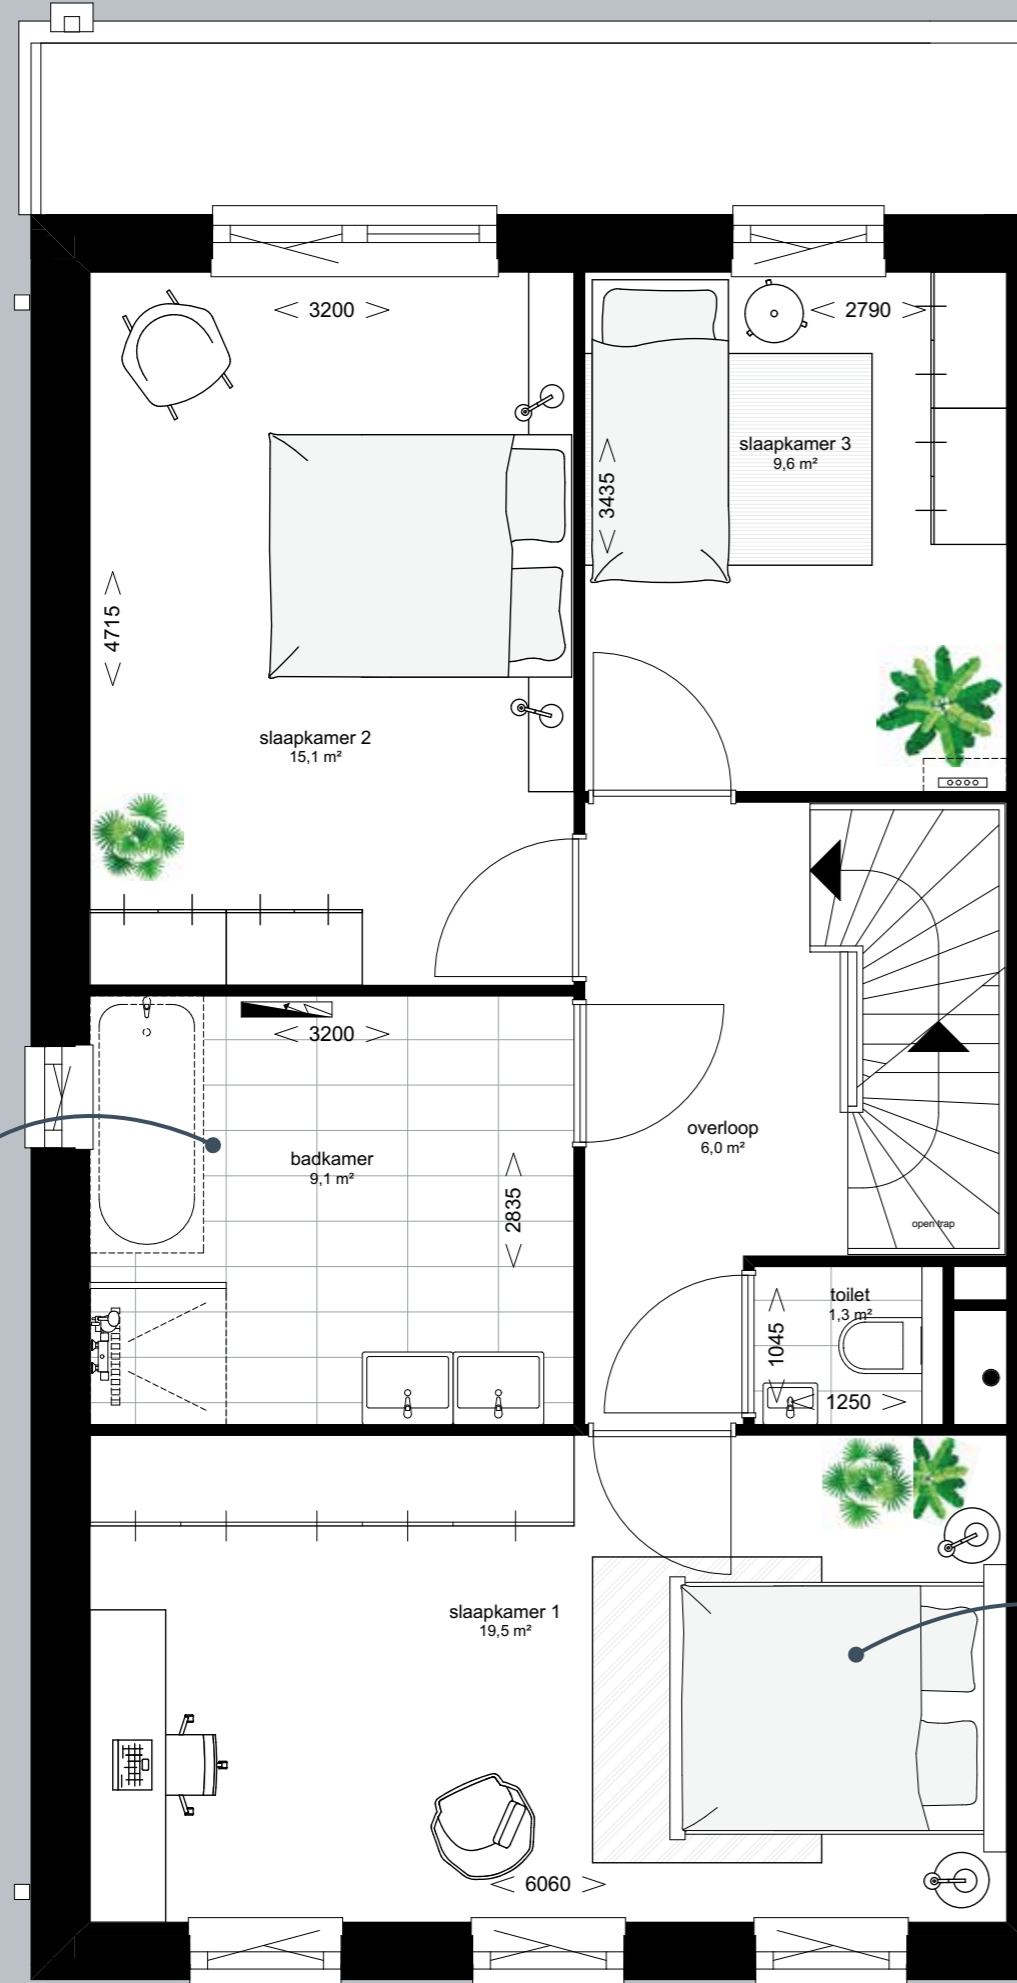 3200
2790
slaapkamer 3
9,6 m²
3435
4715
slaapkamer 2
15,1 m²
3200
overloop
6,0 m²
badkamer
9,1 m²
2835
open trap
toilet
1,3 m²
1045
1250
slaapkamer 1
19,5 m²
6060